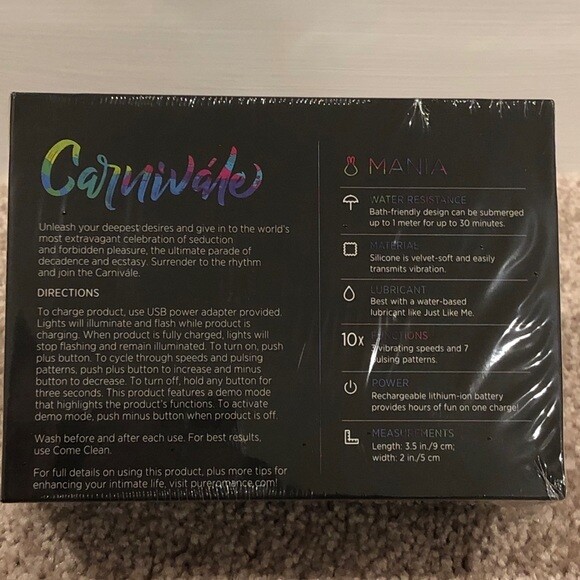 Carnivále
Unleash your deepest desires and give in to the world's
most extravagant celebration of seduction
and forbidden pleasure, the ultimate parade of
decadence and ecstasy. Surrender to the rhythm
and join the Carnivále.
DIRECTIONS
To charge product, use USB power adapter provided.
Lights will illuminate and flash while product is
charging. When product is fully charged, lights will
stop flashing and remain illuminated. To turn on, push
plus button. To cycle through speeds and pulsing
patterns, push plus button to increase and minus
button to decrease. To turn off, hold any button for
three seconds. This product features a demo mode
that highlights the product's functions. To activate
demo mode, push minus button when product is off.
Wash before and after each use. For best results,
use Come Clean.
For full details on using this product, plus more tips for
enhancing your intimate life, visit pureromance.com!
MANIA
WATER RESISTANCE
Bath-friendly design can be submerged
up to 1 meter for up to 30 minutes.
MATERIAL
Silicone is velvet-soft and easily
transmits vibration.
LUBRICANT
Best with a water-based
lubricant like Just Like Me.
10x FUNCTIONS
3 vibrating speeds and 7
pulsing patterns.
POWER
Rechargeable lithium-ion battery
provides hours of fun on one charge!
MEASUREMENTS
Length: 3.5 in./9 cm;
width: 2 in./5 cm